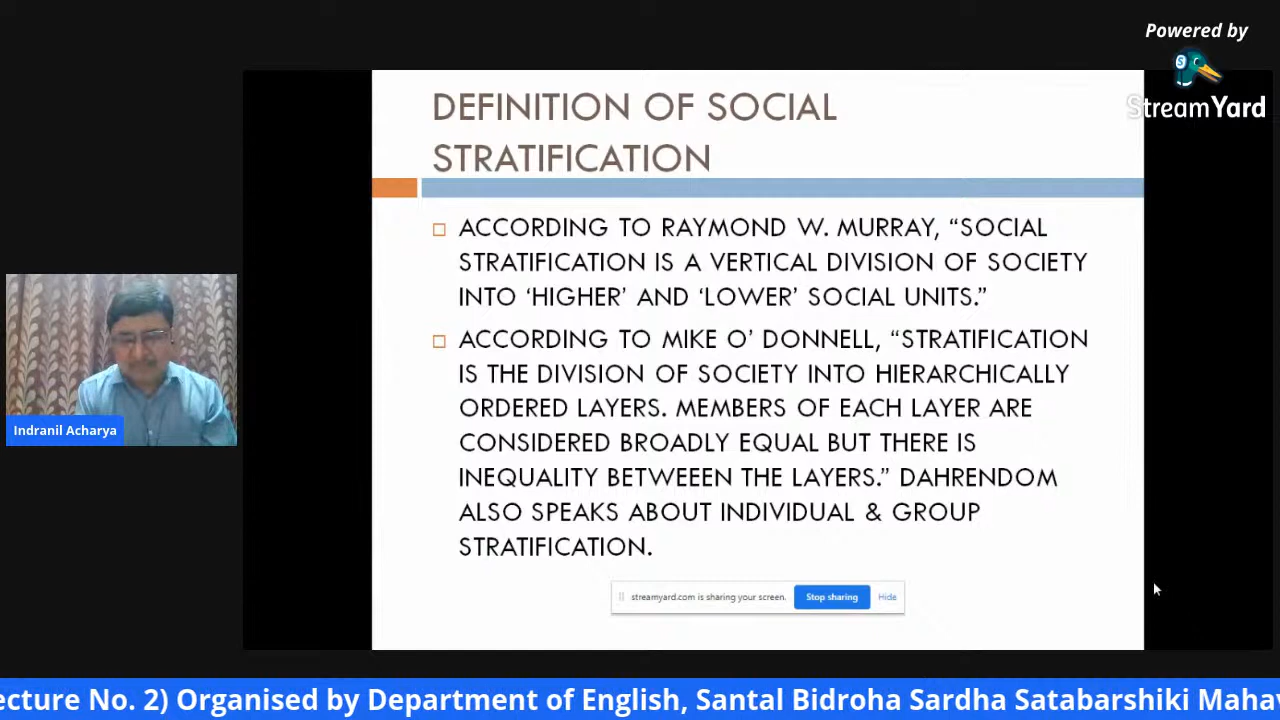 Powered by
StreamYard
DEFINITION OF SOCIAL
STRATIFICATION
ACCORDING TO RAYMOND W. MURRAY, “SOCIAL
STRATIFICATION IS A VERTICAL DIVISION OF SOCIETY
INTO ‘HIGHER’ AND ‘LOWER’ SOCIAL UNITS.”
ACCORDING TO MIKE O’ DONNELL, “STRATIFICATION
IS THE DIVISION OF SOCIETY INTO HIERARCHICALLY
ORDERED LAYERS. MEMBERS OF EACH LAYER ARE
CONSIDERED BROADLY EQUAL BUT THERE IS
INEQUALITY BETWEEEN THE LAYERS.” DAHRENDOM
ALSO SPEAKS ABOUT INDIVIDUAL & GROUP
STRATIFICATION.
Indranil Acharya
streamyard.com is sharing your screen. Stop sharing Hide
ecture No. 2) Organised by Department of English, Santal Bidroha Sardha Satabarshiki Mahav